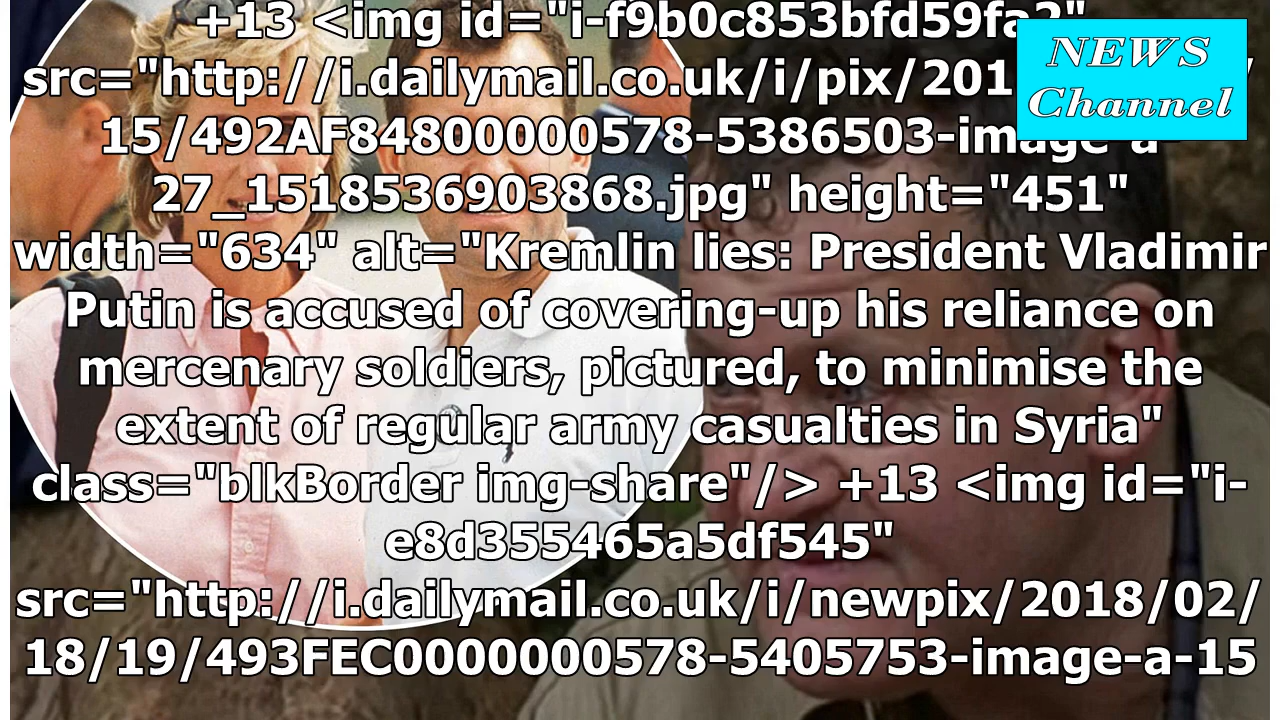 +13 <img id="i-f9b0c853bfd59fa2"
NEWS
Channel
src="http://i.dailymail.co.uk/i/pix/201
15/492AF84800000578-5386503-image-a-
27_1518536903868.jpg" height="451"
width="634" alt="Kremlin lies: President Vladimir
Putin is accused of covering-up his reliance on
mercenary soldiers, pictured, to minimise the
extent of regular army casualties in Syria"
class="blkBorder img-share"/> +13 <img id="i-
e8d355465a5df545"
src="http://i.dailymail.co.uk/i/newpix/2018/02/
18/19/493FEC0000000578-5405753-image-a-15